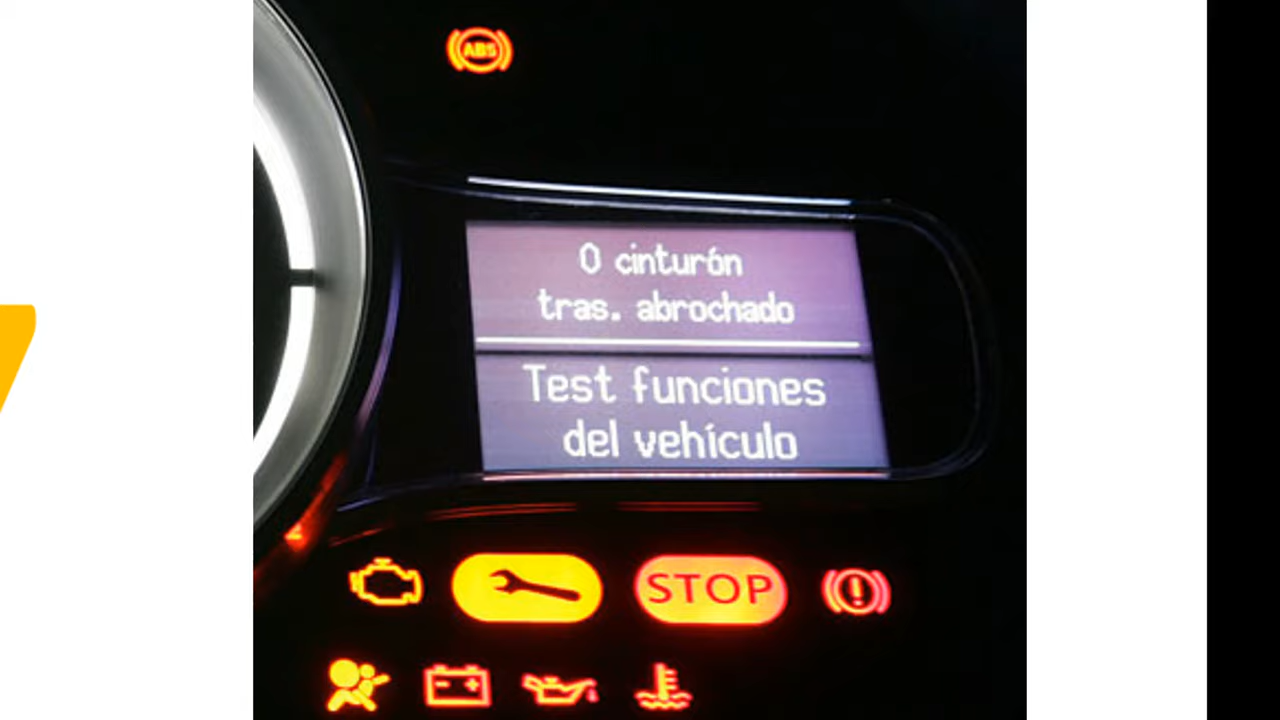 ABS
0 cinturón
tras. abrochado
Test funciones
del vehículo
STOP